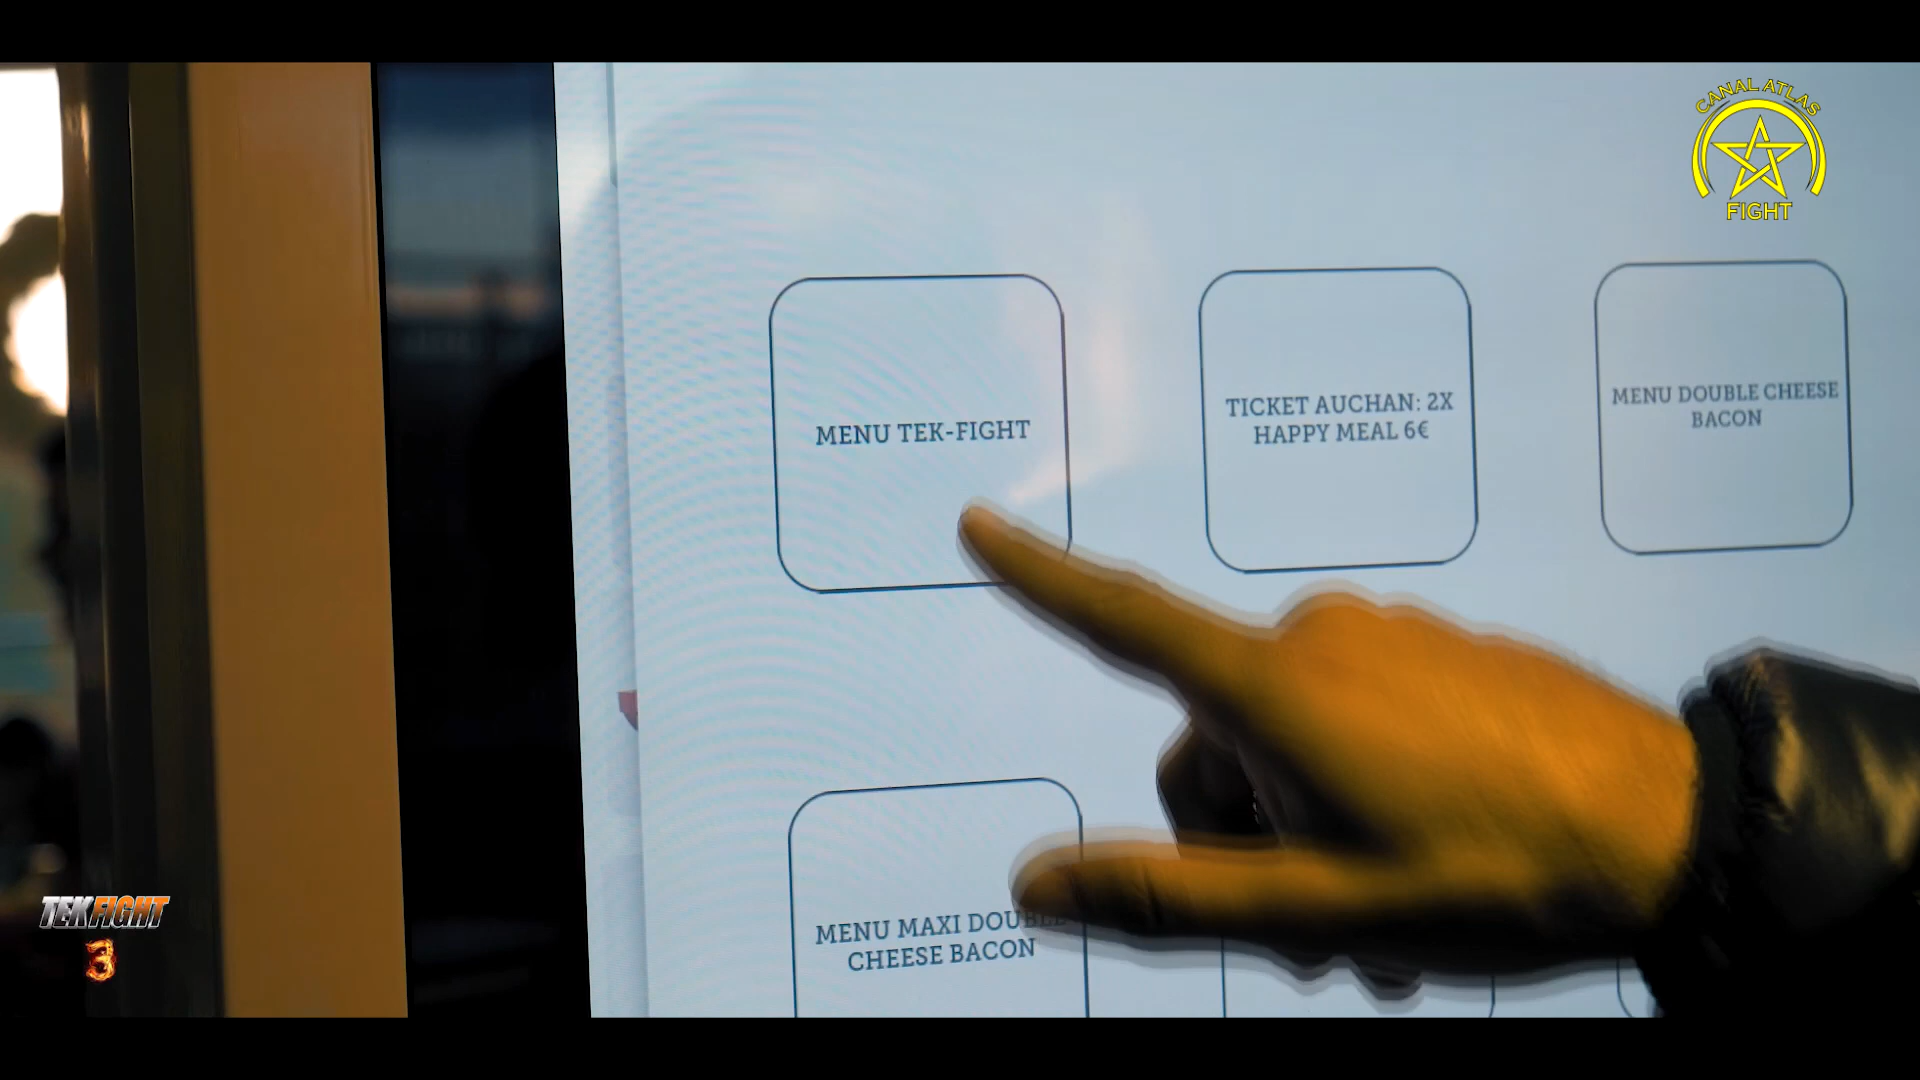 CANAL ATLAS
FIGHT
MENU TEK-FIGHT
TICKET AUCHAN: 2X
HAPPY MEAL 6€
MENU DOUBLE CHEESE
BACON
MENU MAXI DOUBLE
CHEESE BACON
TEKFIGHT
3